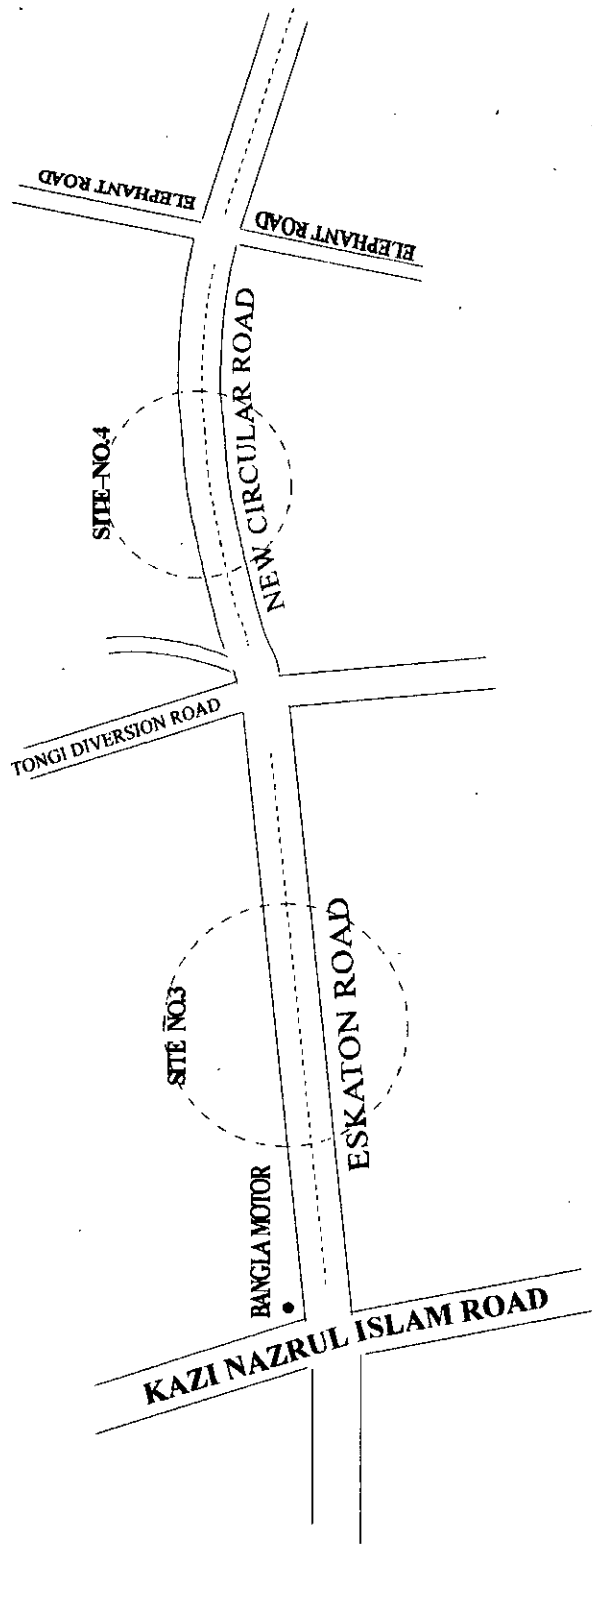 ELEPHANT ROAD
ELEPHANT ROAD
NEW CIRCULAR ROAD
SITE-NO.4
TONGI DIVERSION ROAD
ESKATON ROAD
SITE NO.3
BANGLA MOTOR
KAZI NAZRUL ISLAM ROAD